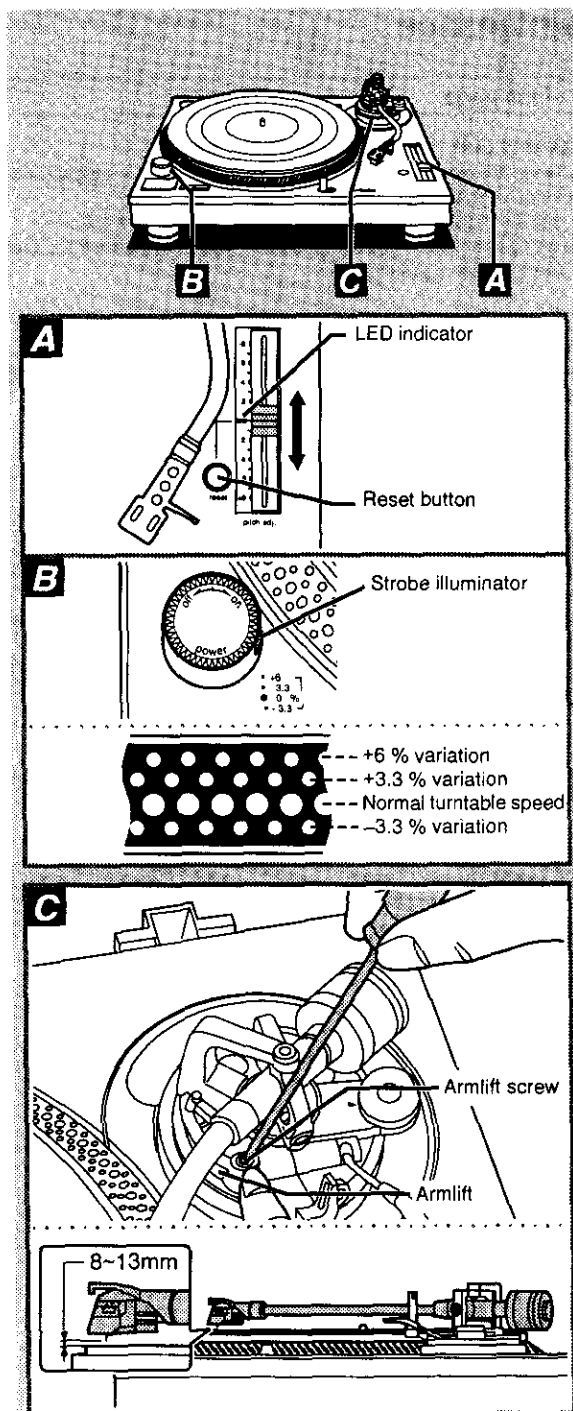 B
C
A
A
LED indicator
Reset button
reset
pitch adj.
B
Strobe illuminator
off
on
power
+6
3.3
0 %
-3.3
+6 % variation
+3.3 % variation
Normal turntable speed
–3.3 % variation
C
Armlift screw
Armlift
8~13mm